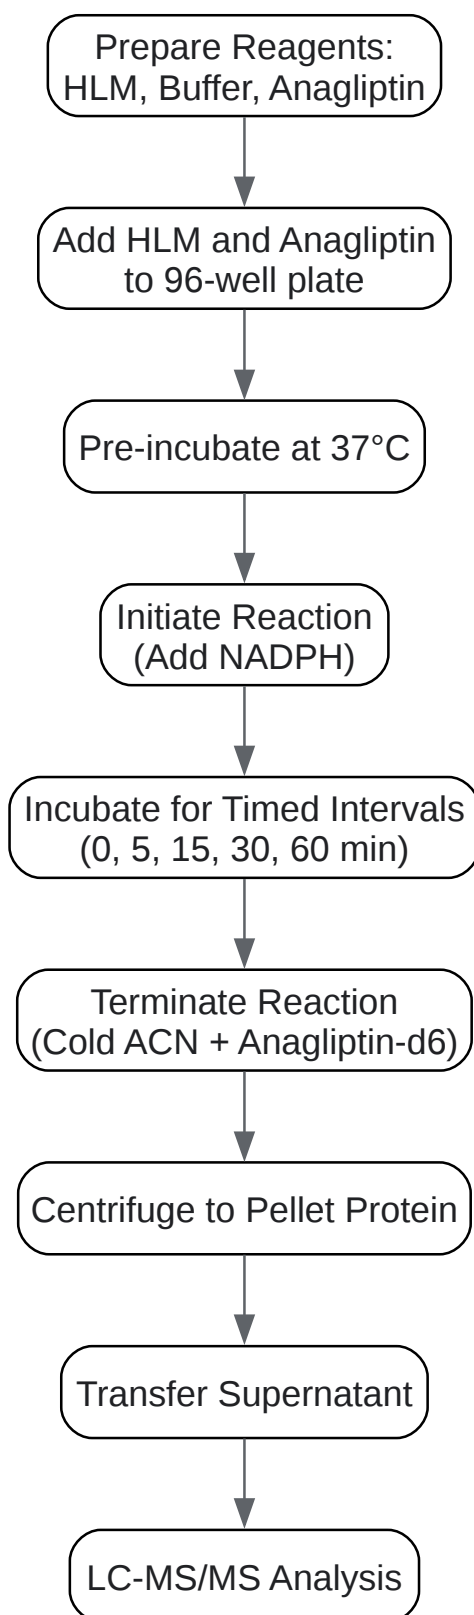 Prepare Reagents:
HLM, Buffer, Anagliptin
Add HLM and Anagliptin
to 96-well plate
Pre-incubate at 37°C
Initiate Reaction
(Add NADPH)
Incubate for Timed Intervals
(0, 5, 15, 30, 60 min)
Terminate Reaction
(Cold ACN + Anagliptin-d6)
Centrifuge to Pellet Protein
Transfer Supernatant
LC-MS/MS Analysis